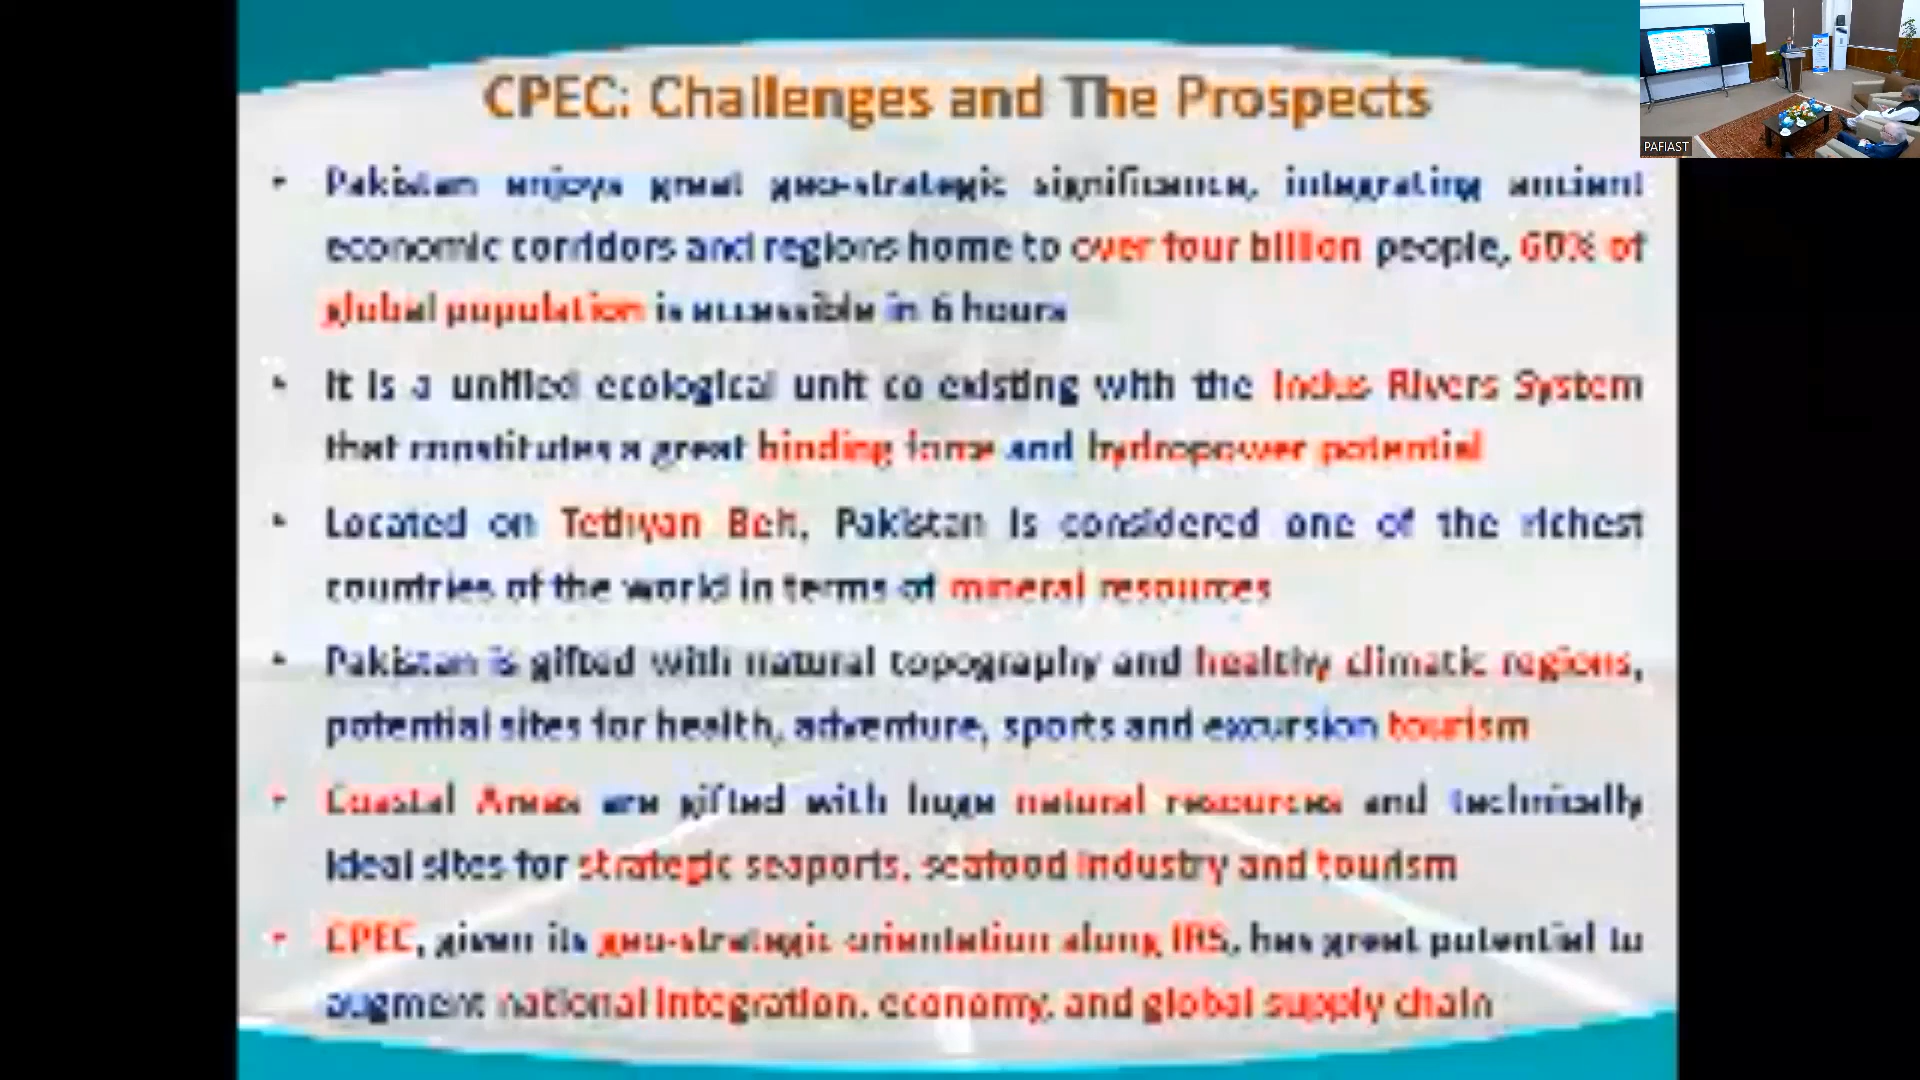 CPEC: Challenges and The Prospects
PAFIAST
• Pakistan enjoys great geo-strategic significance, integrating ancient
economic corridors and regions home to over four billion people, 60% of
global population is accessible in 6 hours
• It is a unified ecological unit co existing with the Indus Rivers System
that constitutes a great binding force and hydropower potential
• Located on Tethyan Belt, Pakistan is considered one of the richest
countries of the world in terms of mineral resources
• Pakistan is gifted with natural topography and healthy climatic regions,
potential sites for health, adventure, sports and excursion tourism
• Coastal Areas are gifted with huge natural resources and technically
ideal sites for strategic seaports, seafood industry and tourism
• CPEC, given its geo-strategic orientation along IRS, has great potential to
augment national integration, economy, and global supply chain